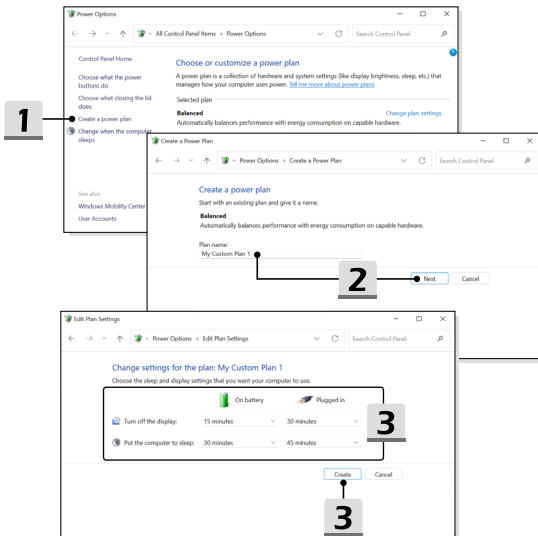 Power Options
All Control Panel Items > Power Options
Search Control Panel
Control Panel Home
Choose what the power
buttons do
Choose what closing the lid
does
Create a power plan
Change when the computer
sleeps
See also
Windows Mobility Center
User Accounts
Choose or customize a power plan
A power plan is a collection of hardware and system settings (like display brightness, sleep, etc.) that
manages how your computer uses power. Tell me more about power plans
Selected plan
Balanced
Change plan settings
Automatically balances performance with energy consumption on capable hardware.
1
Create a Power Plan
Power Options > Create a Power Plan
Search Control Panel
Create a power plan
Start with an existing plan and give it a name.
Balanced
Automatically balances performance with energy consumption on capable hardware.
Plan name:
My Custom Plan 1
2
Next
Cancel
Edit Plan Settings
Power Options > Edit Plan Settings
Search Control Panel
Change settings for the plan: My Custom Plan 1
Choose the sleep and display settings that you want your computer to use.
On battery
Plugged in
Turn off the display:
15 minutes
30 minutes
Put the computer to sleep:
30 minutes
45 minutes
3
Create
Cancel
3